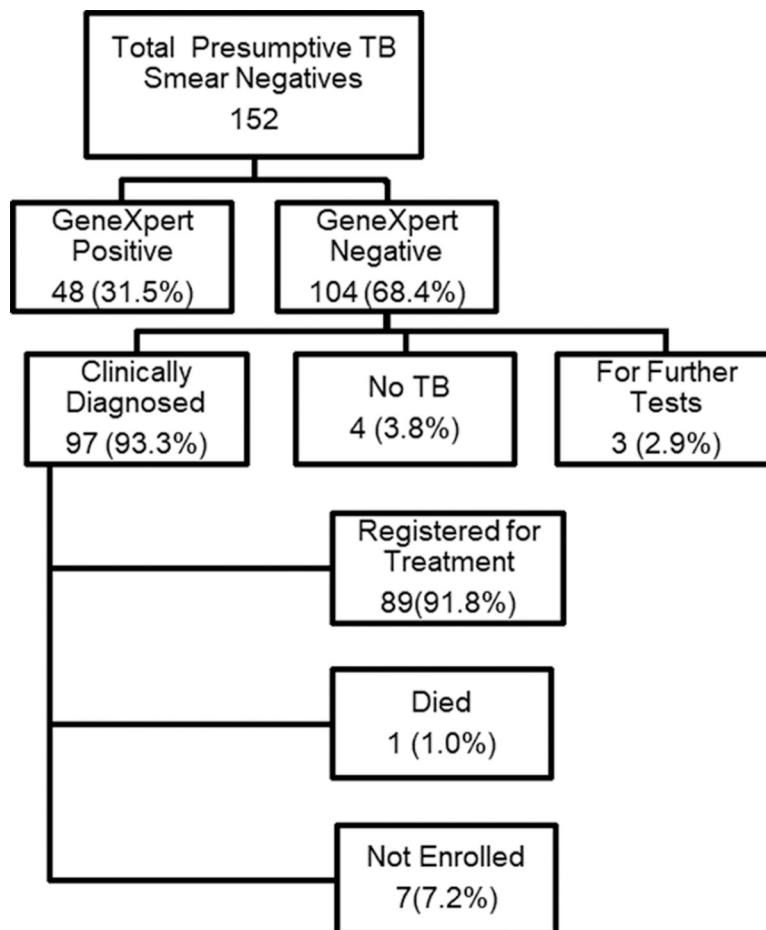 Total Presumptive TB
Smear Negatives
152
GeneXpert
Positive
48 (31.5%)
GeneXpert
Negative
104 (68.4%)
Clinically
Diagnosed
97 (93.3%)
No TB
4 (3.8%)
For Further
Tests
3 (2.9%)
Registered for
Treatment
89(91.8%)
Died
1 (1.0%)
Not Enrolled
7(7.2%)